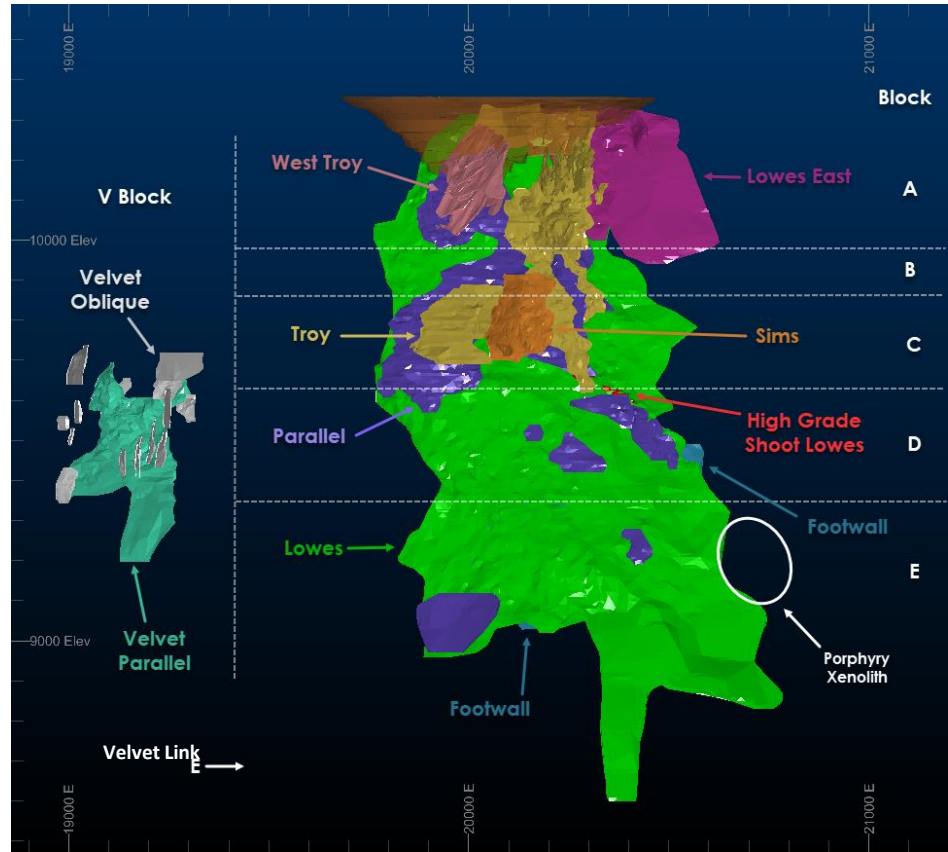 19000 E
20000 E
21000 E
Block
West Troy
Lowes East
V Block
A
10000 Elev
B
Velvet
Oblique
Troy
Sims
C
High Grade
Shoot Lowes
Parallel
D
Footwall
Lowes
E
9000 Elev
Velvet
Parallel
Porphyry
Xenolith
Footwall
Velvet Link
E
19000 E
20000 E
21000 E